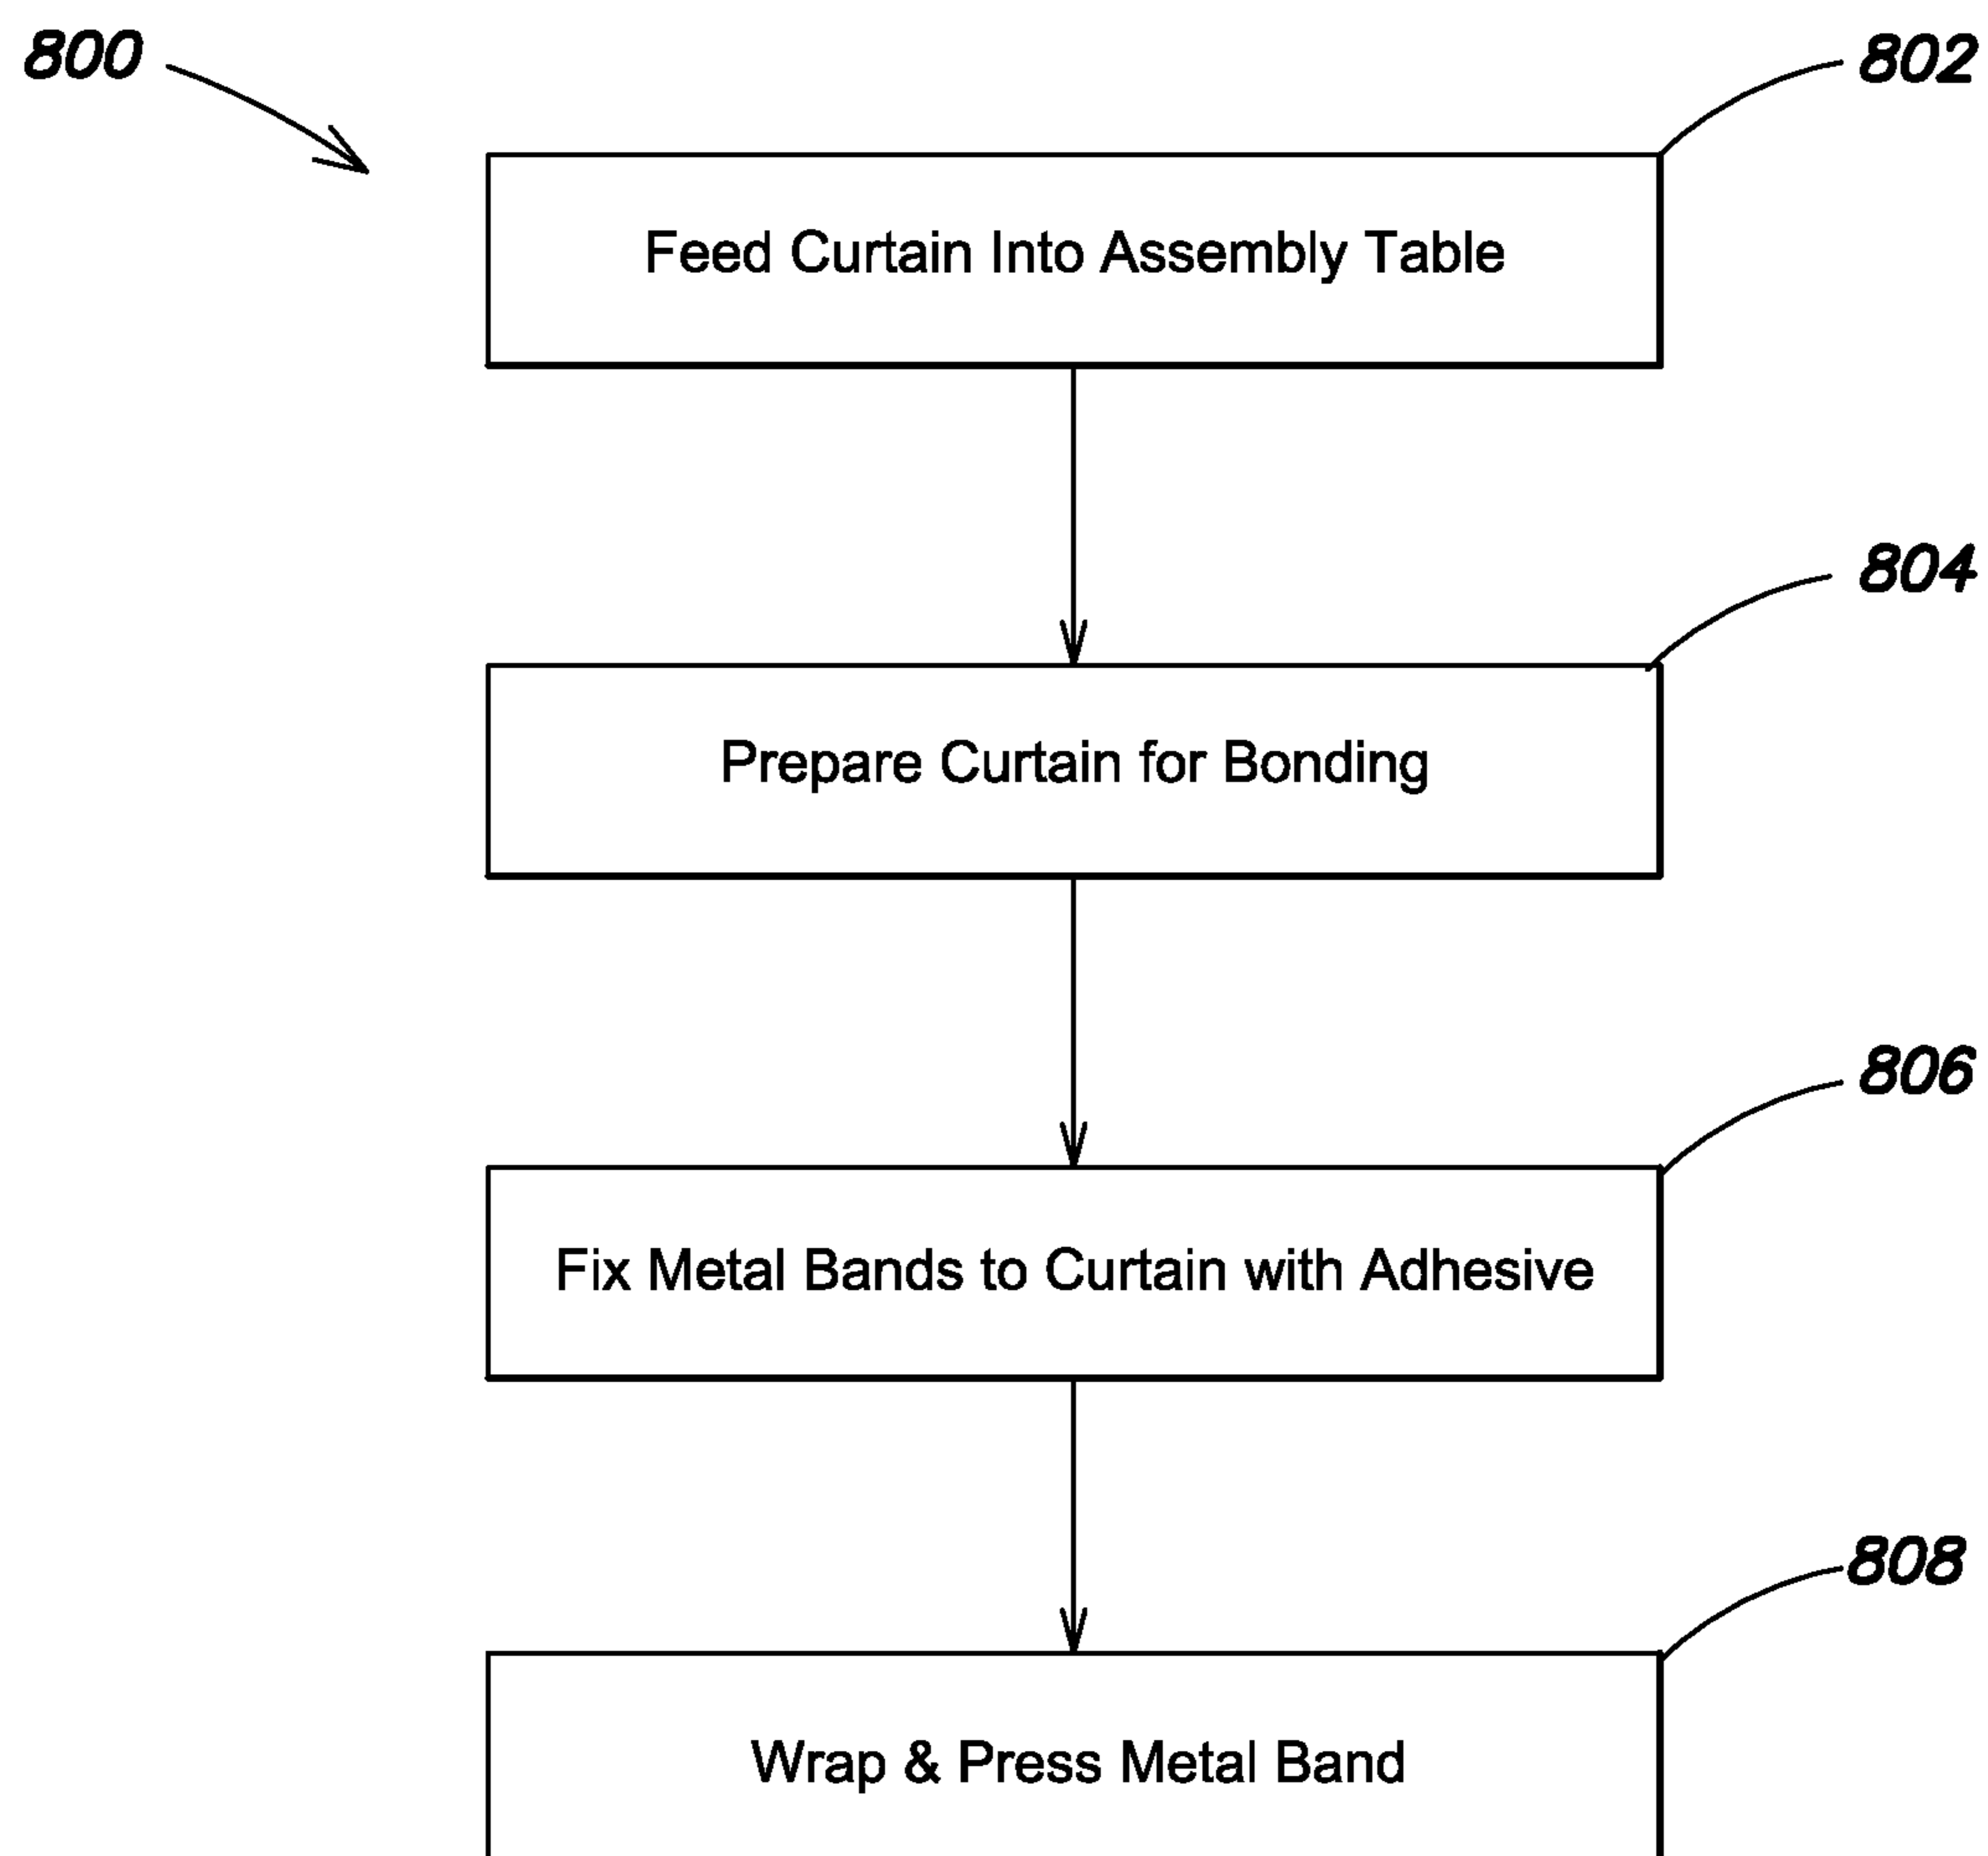 800
802
Feed Curtain Into Assembly Table
804
Prepare Curtain for Bonding
806
Fix Metal Bands to Curtain with Adhesive
808
Wrap & Press Metal Band